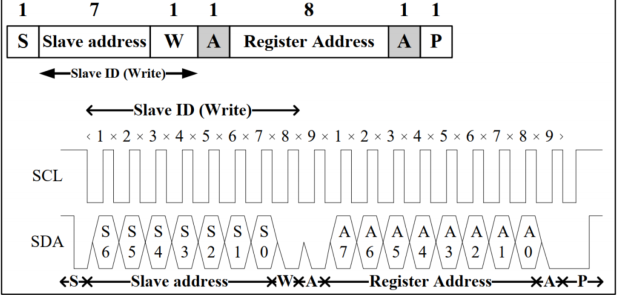 1 7 1 1 8 1 1
S Slave address W A Register Address A P
Slave ID (Write)
Slave ID (Write)
‹ 1 × 2 × 3 × 4 × 5 × 6 × 7 × 8 × 9 × 1 × 2 × 3 × 4 × 5 × 6 × 7 × 8 × 9 ›
SCL
SDA S6 S5 S4 S3 S2 S1 S0 A7 A6 A5 A4 A3 A2 A1 A0
S Slave address W A Register Address A P